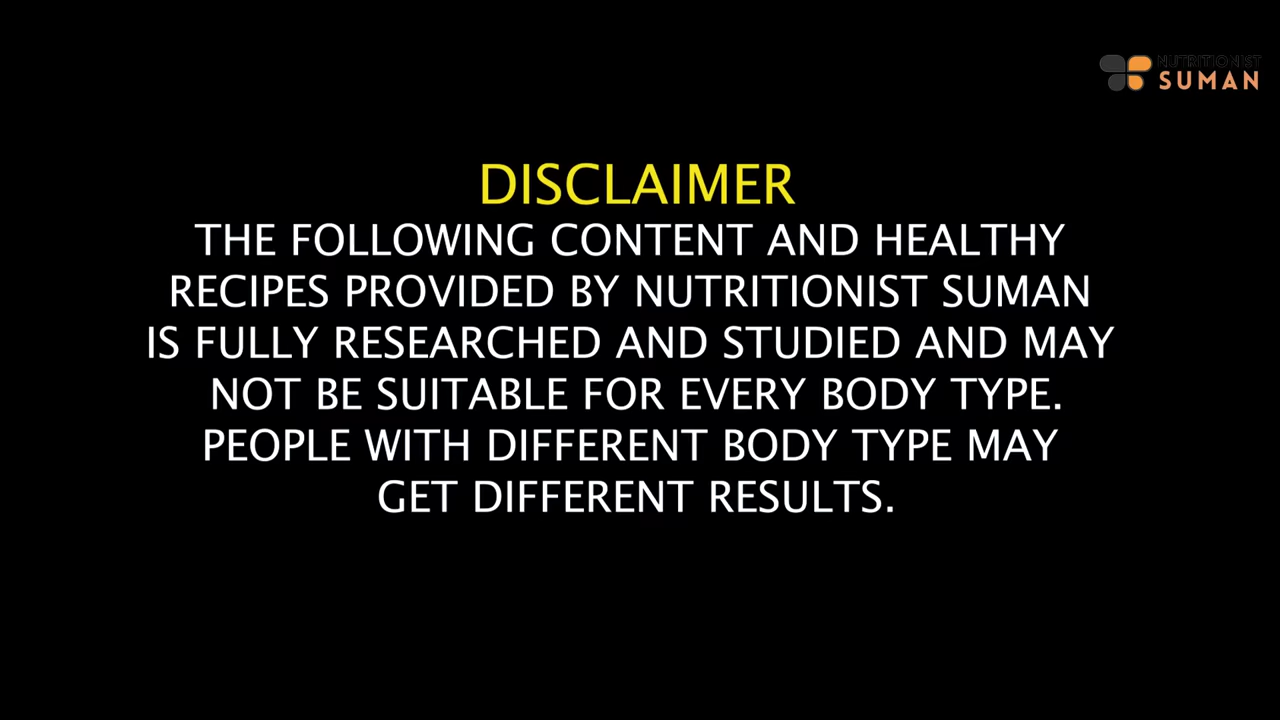 NUTRITIONIST
SUMAN
DISCLAIMER
THE FOLLOWING CONTENT AND HEALTHY
RECIPES PROVIDED BY NUTRITIONIST SUMAN
IS FULLY RESEARCHED AND STUDIED AND MAY
NOT BE SUITABLE FOR EVERY BODY TYPE.
PEOPLE WITH DIFFERENT BODY TYPE MAY
GET DIFFERENT RESULTS.